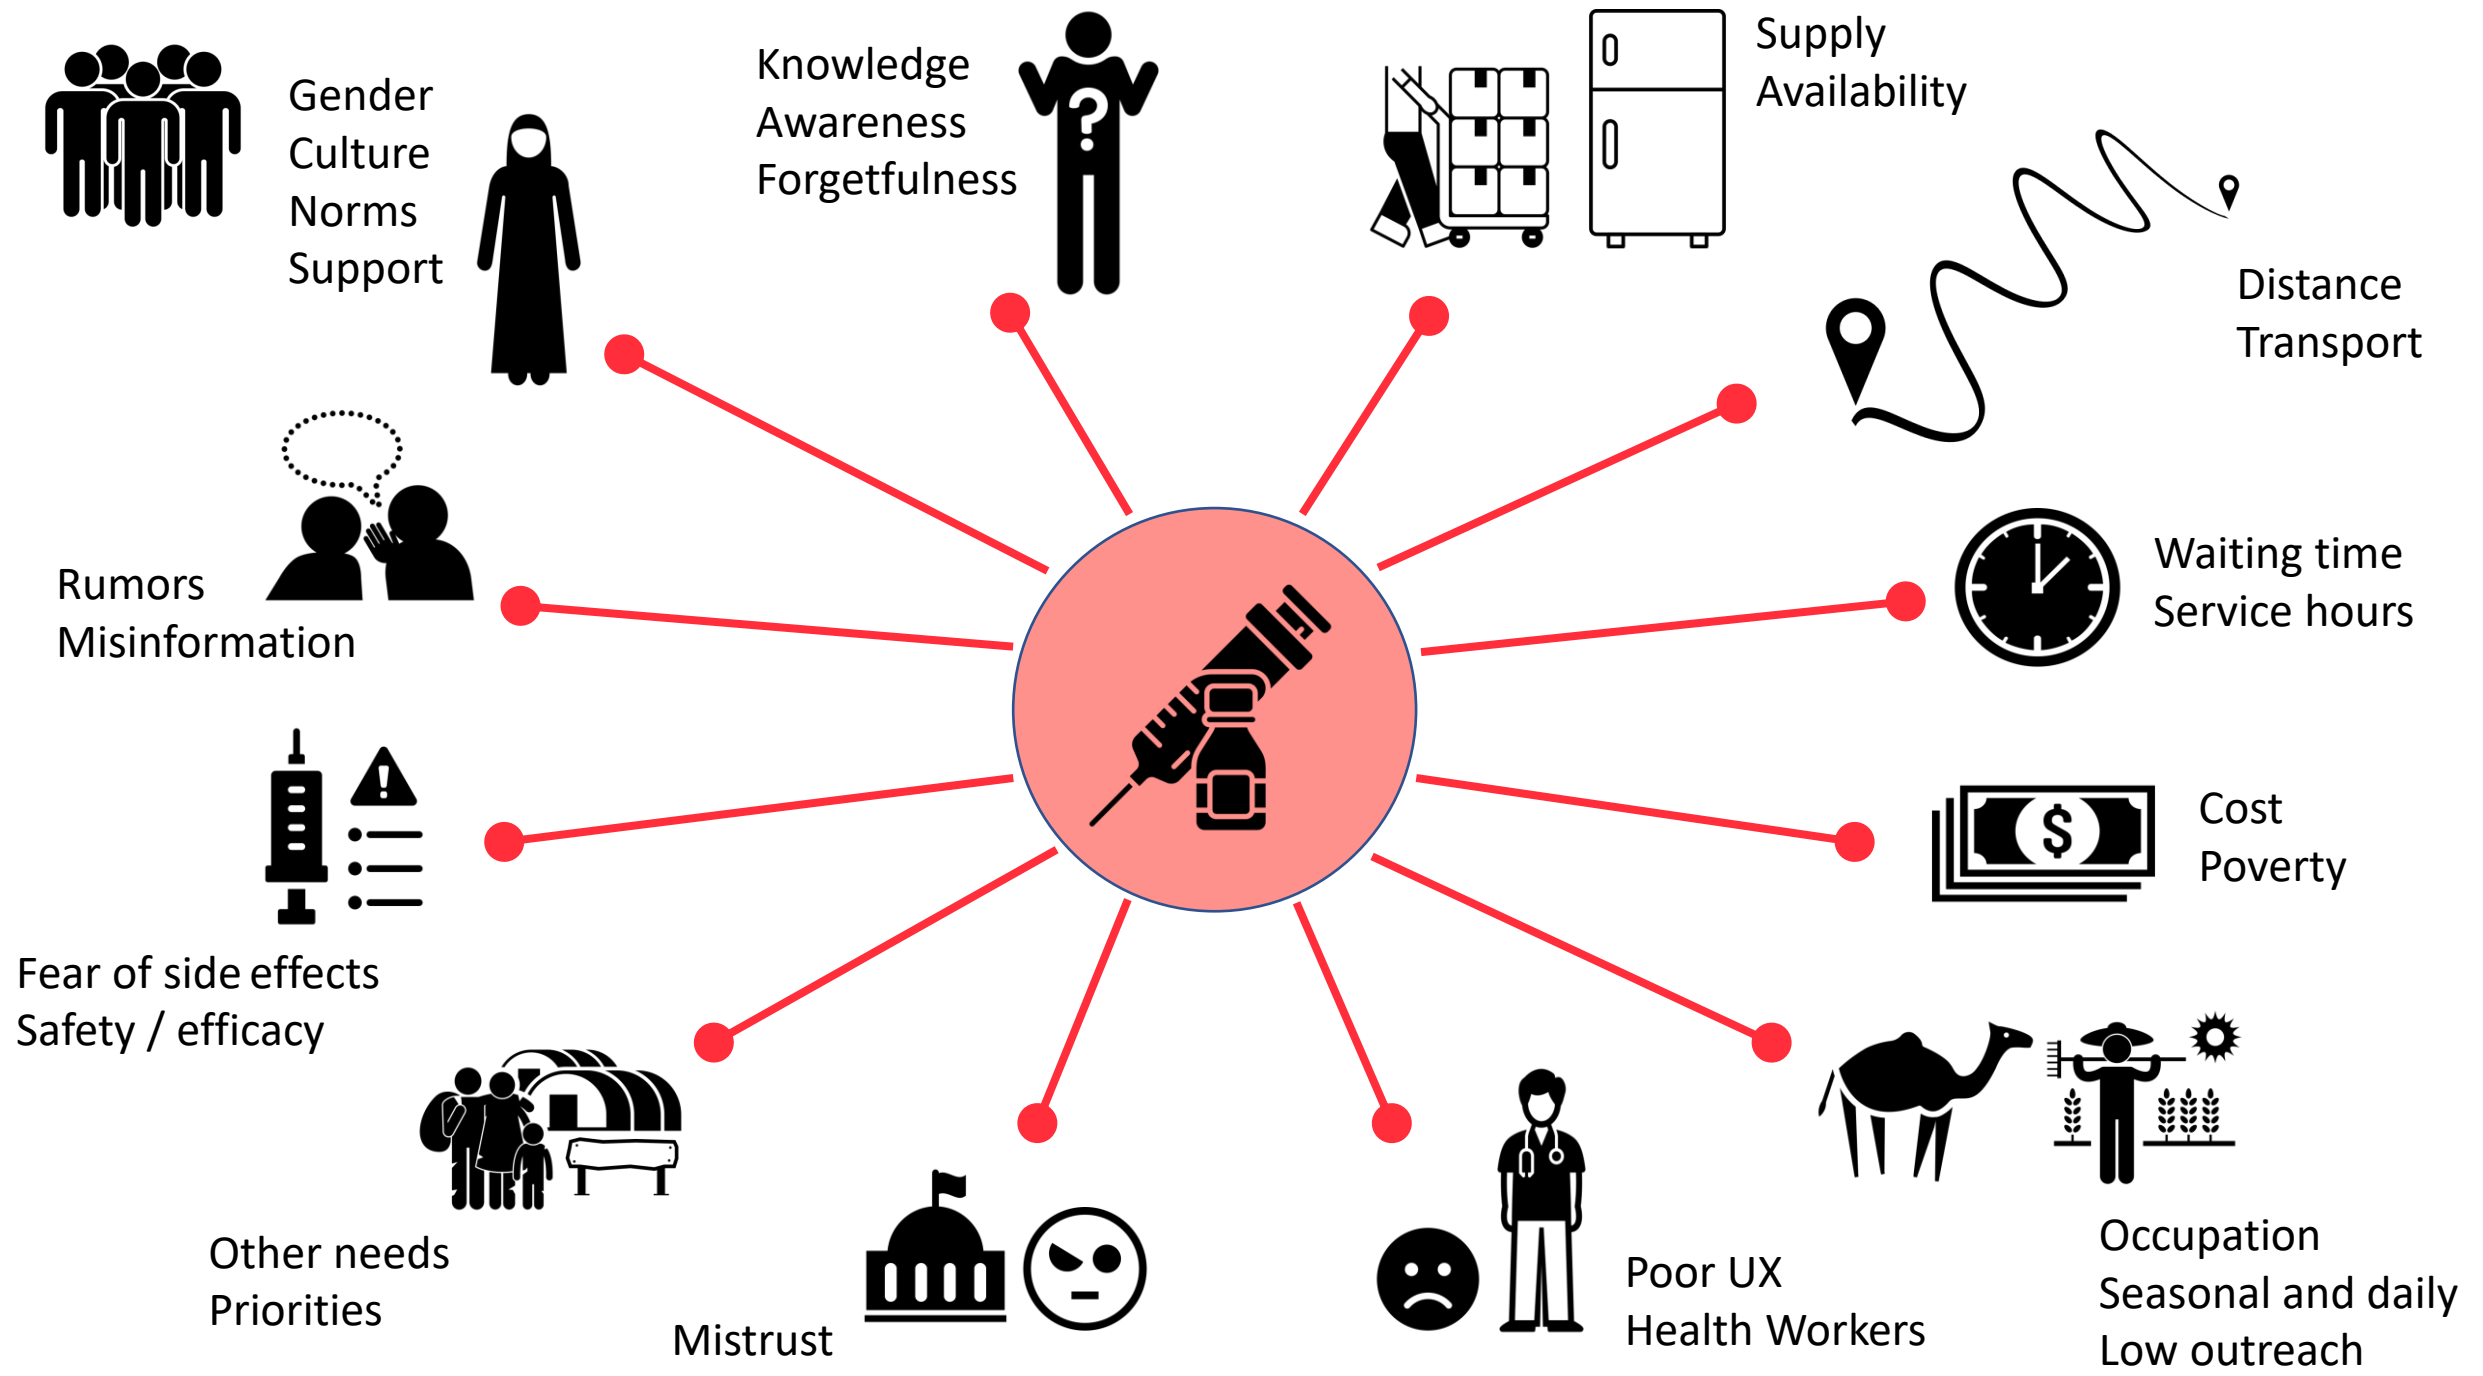 Gender
Culture
Norms
Support
Knowledge
Awareness
Forgetfulness
?
Supply
Availability
Distance
Transport
Waiting time
Service hours
$
Cost
Poverty
Occupation
Seasonal and daily
Low outreach
Poor UX
Health Workers
Mistrust
Other needs
Priorities
Fear of side effects
Safety / efficacy
!
Rumors
Misinformation